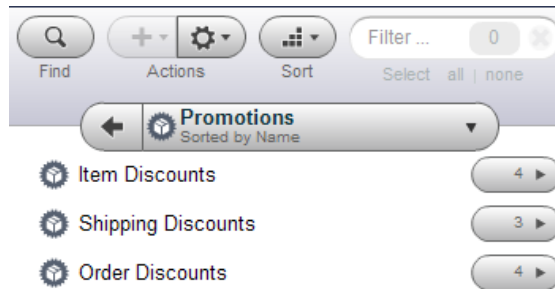 Filter ... 0
Find Actions Sort Select all | none
Promotions
Sorted by Name
Item Discounts 4
Shipping Discounts 3
Order Discounts 4